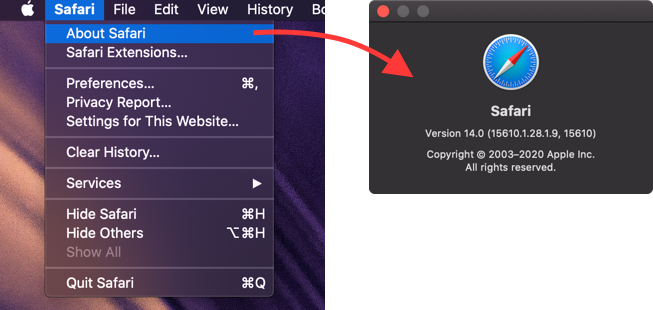 Safari File Edit View History Bo
About Safari
Safari Extensions...
Preferences... ⌘,
Privacy Report...
Settings for This Website...
Clear History...
Services ▶
Hide Safari ⌘H
Hide Others ⌥⌘H
Show All
Quit Safari ⌘Q
Safari
Version 14.0 (15610.1.28.1.9, 15610)
Copyright © 2003–2020 Apple Inc.
All rights reserved.